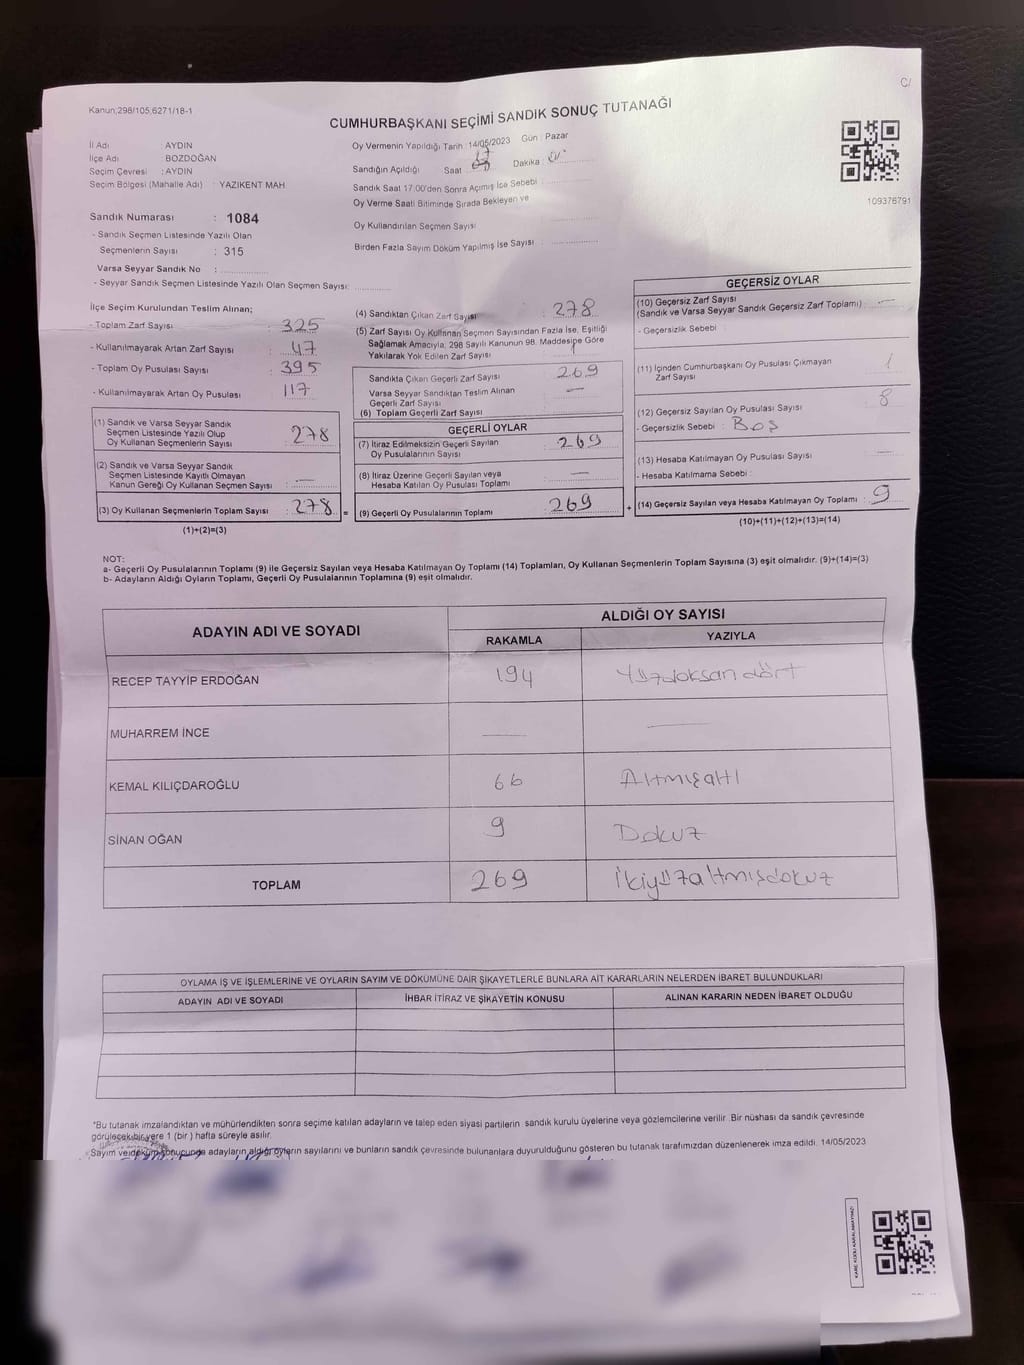 C/
Kanun;298/105,6271/18-1
CUMHURBAŞKANI SEÇİMİ SANDIK SONUÇ TUTANAĞI
İl Adı : AYDIN
İlçe Adı : BOZDOĞAN
Seçim Çevresi : AYDIN
Seçim Bölgesi (Mahalle Adı) : YAZIKENT MAH.
Sandık Numarası : 1084
- Sandık Seçmen Listesinde Yazılı Olan
Seçmenlerin Sayısı : 315
Varsa Seyyar Sandık No :
- Seyyar Sandık Seçmen Listesinde Yazılı Olan Seçmen Sayısı:
Oy Vermenin Yapıldığı Tarih :14/05/2023 Gün : Pazar
Sandığın Açıldığı Saat 17 Dakika :
Sandık Saat 17:00'den Sonra Açımış İse Sebebi :
Oy Verme Saati Bitiminde Sırada Bekleyen ve
Oy Kullandırılan Seçmen Sayısı
Birden Fazla Sayım Döküm Yapılmış İse Sayısı :
109376791
İlçe Seçim Kurulundan Teslim Alınan;
- Toplam Zarf Sayısı : 325
- Kullanılmayarak Artan Zarf Sayısı : 47
- Toplam Oy Pusulası Sayısı : 395
- Kullanılmayarak Artan Oy Pusulası : 117
(1) Sandık ve Varsa Seyyar Sandık
Seçmen Listesinde Yazılı Olup
Oy Kullanan Seçmenlerin Sayısı : 278
(2) Sandık ve Varsa Seyyar Sandık
Seçmen Listesinde Kayıtlı Olmayan
Kanun Gereği Oy Kullanan Seçmen Sayısı : —
(3) Oy Kullanan Seçmenlerin Toplam Sayısı : 278 =
(1)+(2)=(3)
(4) Sandıktan Çıkan Zarf Sayısı : 278
(5) Zarf Sayısı Oy Kullanan Seçmen Sayısından Fazla İse, Eşitliği
Sağlamak Amacıyla, 298 Sayılı Kanunun 98. Maddesine Göre
Yakılarak Yok Edilen Zarf Sayısı :
Sandıkta Çıkan Geçerli Zarf Sayısı : 269
Varsa Seyyar Sandıktan Teslim Alınan
Geçerli Zarf Sayısı : —
(6) Toplam Geçerli Zarf Sayısı :
GEÇERLİ OYLAR
(7) İtiraz Edilmeksizin Geçerli Sayılan
Oy Pusulalarının Sayısı : 269
(8) İtiraz Üzerine Geçerli Sayılan veya
Hesaba Katılan Oy Pusulası Toplamı : —
(9) Geçerli Oy Pusulalarının Toplamı : 269 +
GEÇERSİZ OYLAR
(10) Geçersiz Zarf Sayısı
(Sandık ve Varsa Seyyar Sandık Geçersiz Zarf Toplamı) : —
- Geçersizlik Sebebi :
(11) İçinden Cumhurbaşkanı Oy Pusulası Çıkmayan
Zarf Sayısı : 1
(12) Geçersiz Sayılan Oy Pusulası Sayısı : 8
- Geçersizlik Sebebi : Boş
(13) Hesaba Katılmayan Oy Pusulası Sayısı : —
- Hesaba Katılmama Sebebi :
(14) Geçersiz Sayılan veya Hesaba Katılmayan Oy Toplamı : 9
(10)+(11)+(12)+(13)=(14)
NOT:
a- Geçerli Oy Pusulalarının Toplamı (9) ile Geçersiz Sayılan veya Hesaba Katılmayan Oy Toplamı (14) Toplamları, Oy Kullanan Seçmenlerin Toplam Sayısına (3) eşit olmalıdır. (9)+(14)=(3)
b- Adayların Aldığı Oyların Toplamı, Geçerli Oy Pusulalarının Toplamına (9) eşit olmalıdır.
ADAYIN ADI VE SOYADI
ALDIĞI OY SAYISI
RAKAMLA YAZIYLA
RECEP TAYYİP ERDOĞAN 194 Yüzdoksan dört
MUHARREM İNCE — —
KEMAL KILIÇDAROĞLU 66 Altmışaltı
SİNAN OĞAN 9 Dokuz
TOPLAM 269 İkiyüzaltmışdokuz
OYLAMA İŞ VE İŞLEMLERİNE VE OYLARIN SAYIM VE DÖKÜMÜNE DAİR ŞİKAYETLERLE BUNLARA AİT KARARLARIN NELERDEN İBARET BULUNDUKLARI
ADAYIN ADI VE SOYADI İHBAR İTİRAZ VE ŞİKAYETİN KONUSU ALINAN KARARIN NEDEN İBARET OLDUĞU
*Bu tutanak imzalandıktan ve mühürlendikten sonra seçime katılan adayların ve talep eden siyasi partilerin sandık kurulu üyelerine veya gözlemcilerine verilir .Bir nüshası da sandık çevresinde
görülecek bir yere 1 (bir ) hafta süreyle asılır.
Sayım ve döküm sonucunda adayların aldığı oyların sayılarını ve bunların sandık çevresinde bulunanlara duyurulduğunu gösteren bu tutanak tarafımızdan düzenlenerek imza edildi. 14/05/2023
KARE KODU KARALAMAYINIZ!